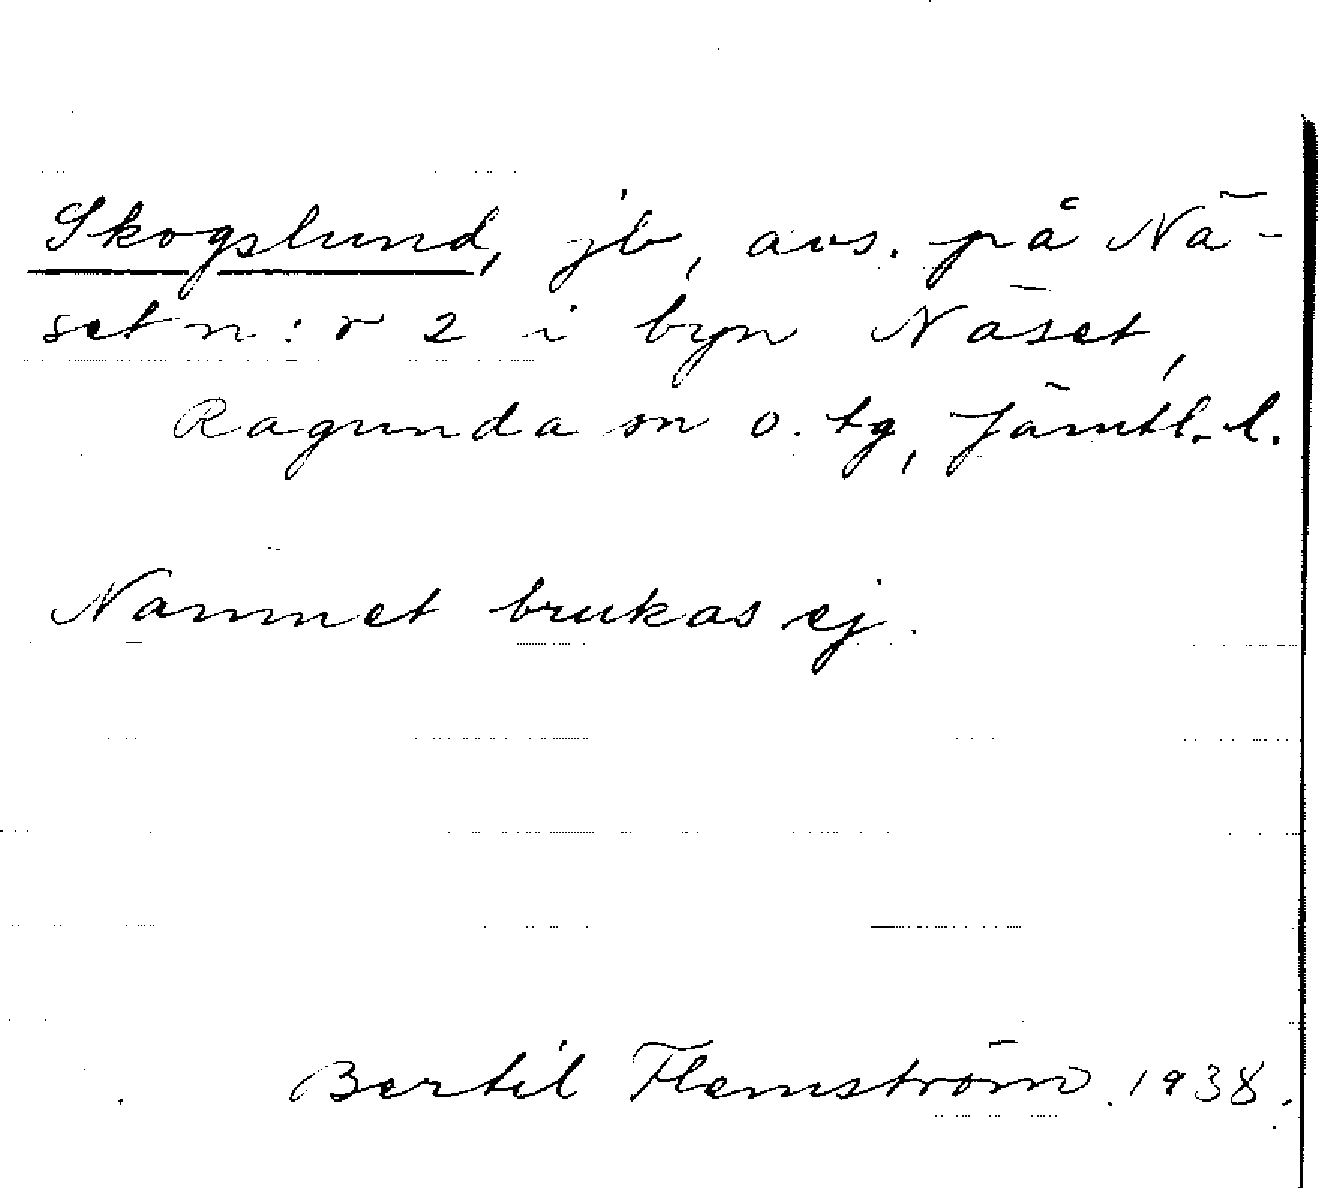 Skogslund, jb, avs. på Nä-
set n:r 2 i byn Näset,
Ragunda sn o. tg, Jämtl. l.
Namnet brukas ej.
Bertil Flemström. 1938.